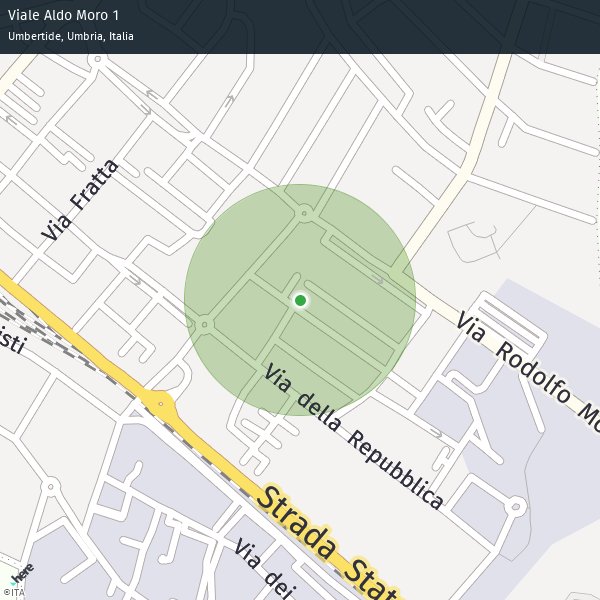 Viale Aldo Moro 1
Umbertide, Umbria, Italia
Via Fratta
isti
Via Rodolfo Mo
Via della Repubblica
Strada Stat
Via dei
here
©ITA